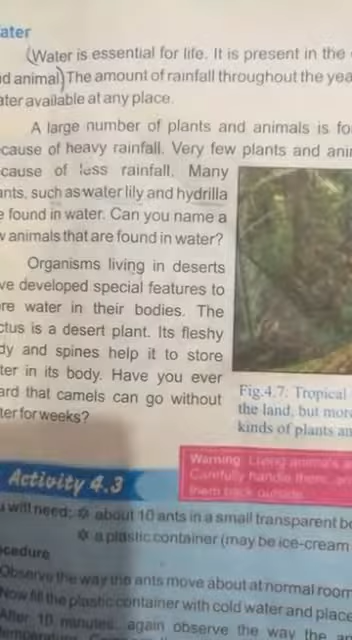 ater
(Water is essential for life. It is present in the
d animal) The amount of rainfall throughout the yea
ater available at any place.
A large number of plants and animals is fo
cause of heavy rainfall. Very few plants and anim
cause of less rainfall. Many
ants, such as water lily and hydrilla
e found in water. Can you name a
w animals that are found in water?
Organisms living in deserts
ve developed special features to
re water in their bodies. The
ctus is a desert plant. Its fleshy
dy and spines help it to store
ter in its body. Have you ever
ard that camels can go without
ter for weeks?
Fig.4.7: Tropical
the land, but more
kinds of plants an
Warning: Living animals a
Carefully handle them, an
them back outside.
Activity 4.3
u will need: about 10 ants in a small transparent bo
a plastic container (may be ice-cream
cedure
Observe the way the ants move about at normal room
Now fill the plastic container with cold water and place
After 10 minutes, again observe the way the a